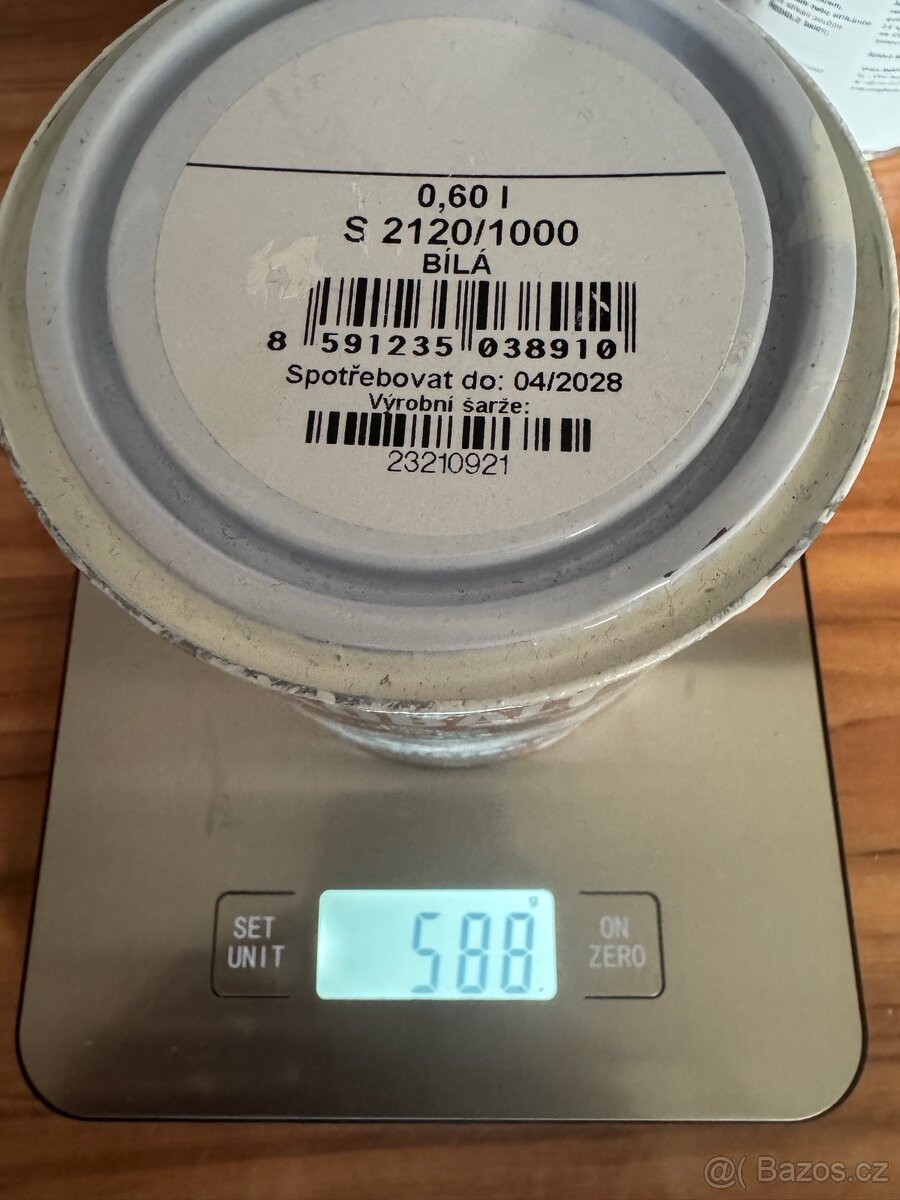 0,60 l
S 2120/1000
BÍLÁ
8 591235 038910
Spotřebovat do: 04/2028
Výrobní šarže:
23210921
SET
UNIT
588
g
ON
ZERO
@( Bazos.cz